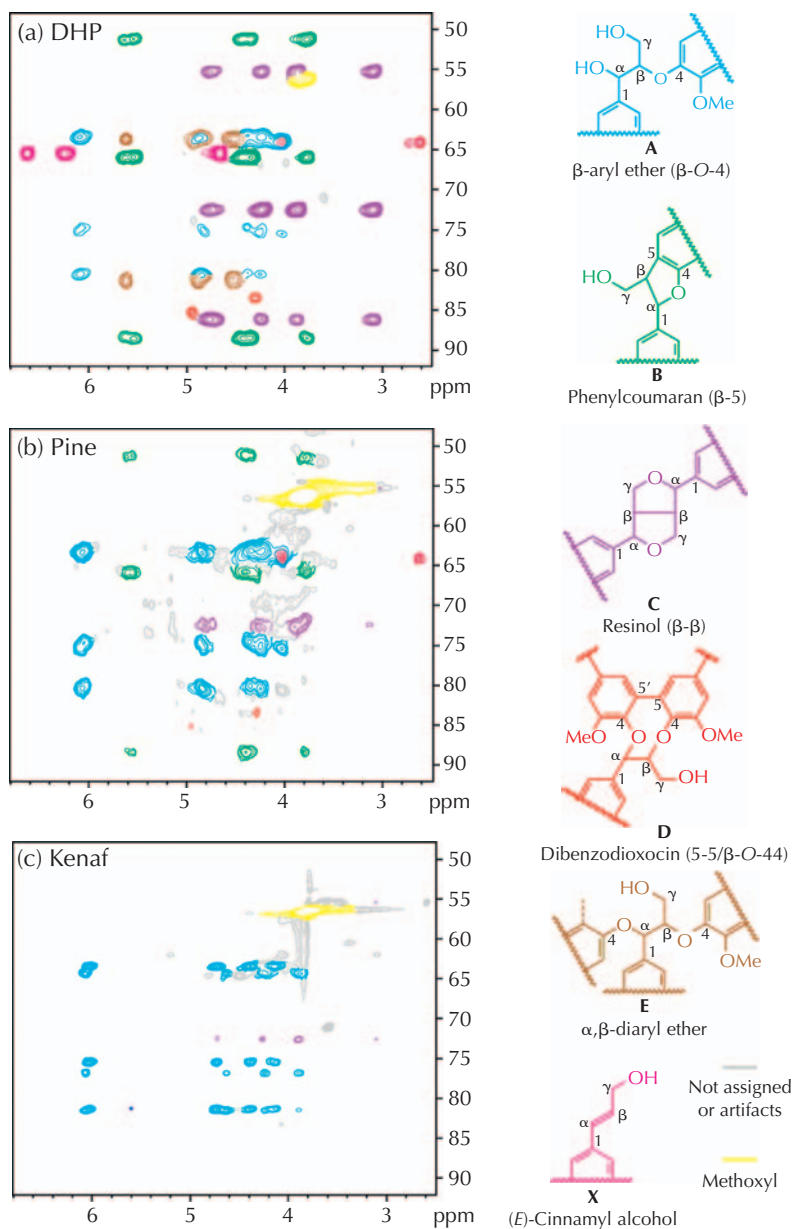 (a) DHP
50
55
60
65
70
75
80
85
90
6 5 4 3 ppm
(b) Pine
50
55
60
65
70
75
80
85
90
6 5 4 3 ppm
(c) Kenaf
50
55
60
65
70
75
80
85
90
6 5 4 3 ppm
HO
γ
α
HO
β
O
4
1
OMe
A
β-aryl ether (β-O-4)
5
β
4
HO
γ
O
α
1
B
Phenylcoumaran (β-5)
O
γ
α
1
β
β
1
α
γ
O
C
Resinol (β-β)
5′
5
4
4
MeO
O
O
OMe
α
β
1
γ
OH
D
Dibenzodioxocin (5-5/β-O-44)
HO
γ
O
α
4
β
O
4
1
OMe
E
α,β-diaryl ether
γ
OH
α
β
1
X
(E)-Cinnamyl alcohol
Not assigned
or artifacts
Methoxyl